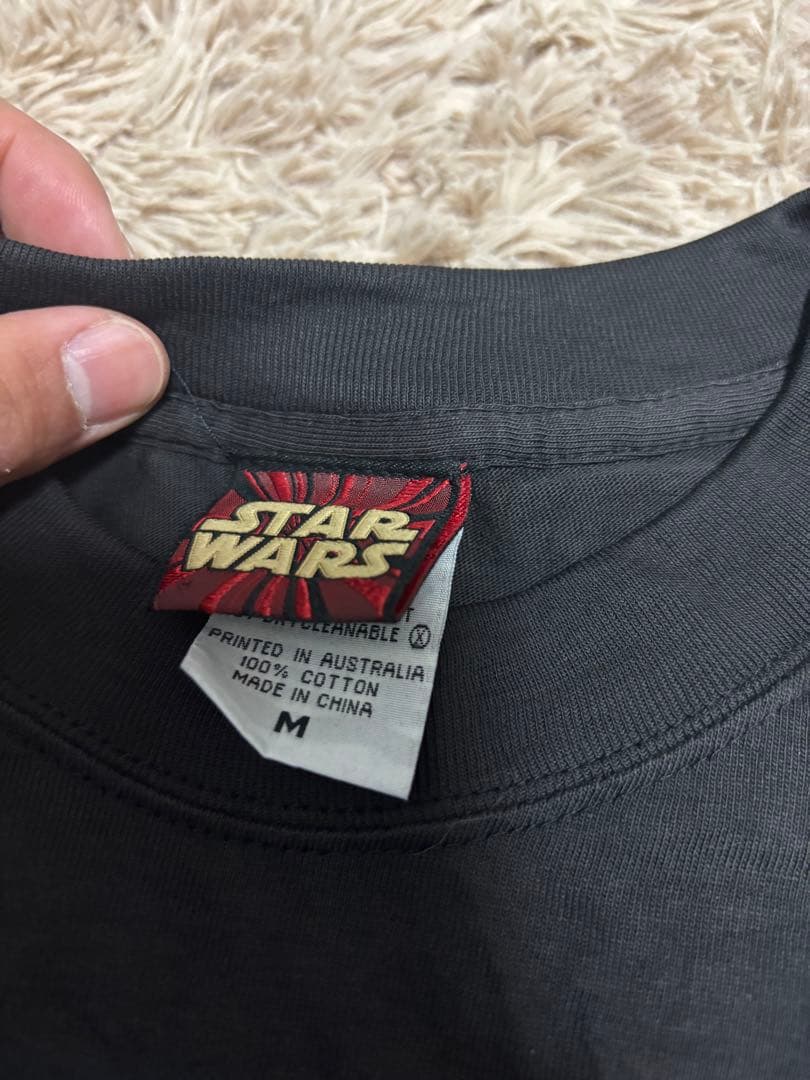 STAR
WARS
T
DRYCLEANABLE Ⓧ
PRINTED IN AUSTRALIA
100% COTTON
MADE IN CHINA
M